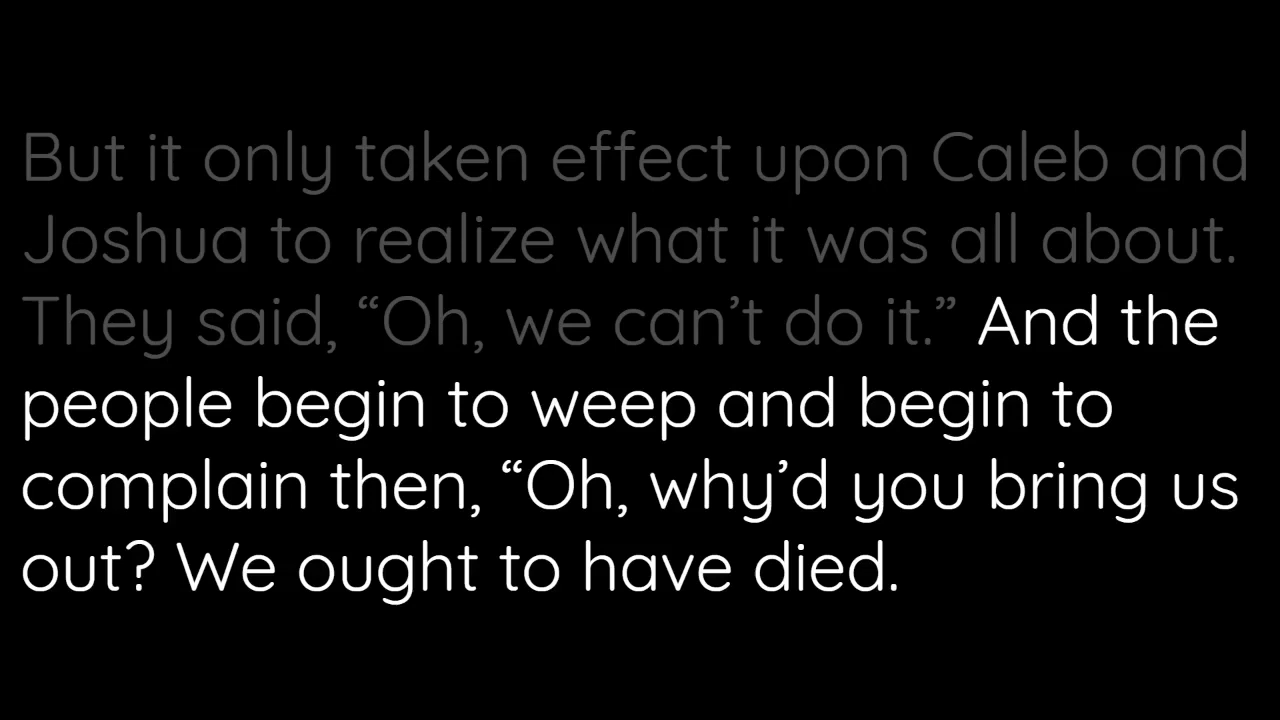 But it only taken effect upon Caleb and
Joshua to realize what it was all about.
They said, “Oh, we can’t do it.” And the
people begin to weep and begin to
complain then, “Oh, why’d you bring us
out? We ought to have died.